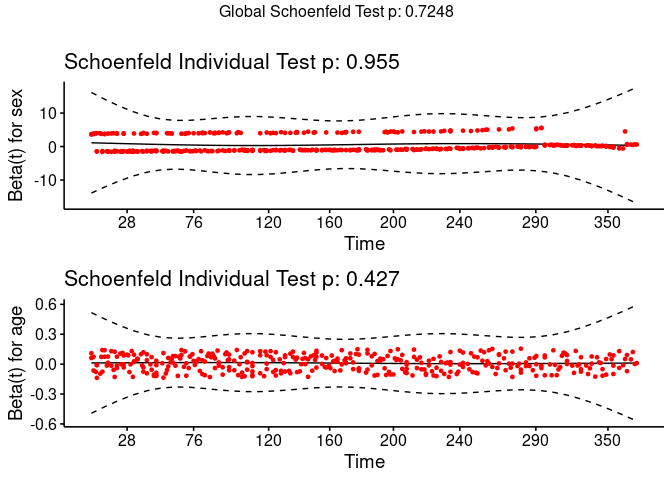 Global Schoenfeld Test p: 0.7248
Schoenfeld Individual Test p: 0.955
Beta(t) for sex
10
0
-10
28 76 120 160 200 240 290 350
Time
Schoenfeld Individual Test p: 0.427
Beta(t) for age
0.6
0.3
0.0
-0.3
-0.6
28 76 120 160 200 240 290 350
Time